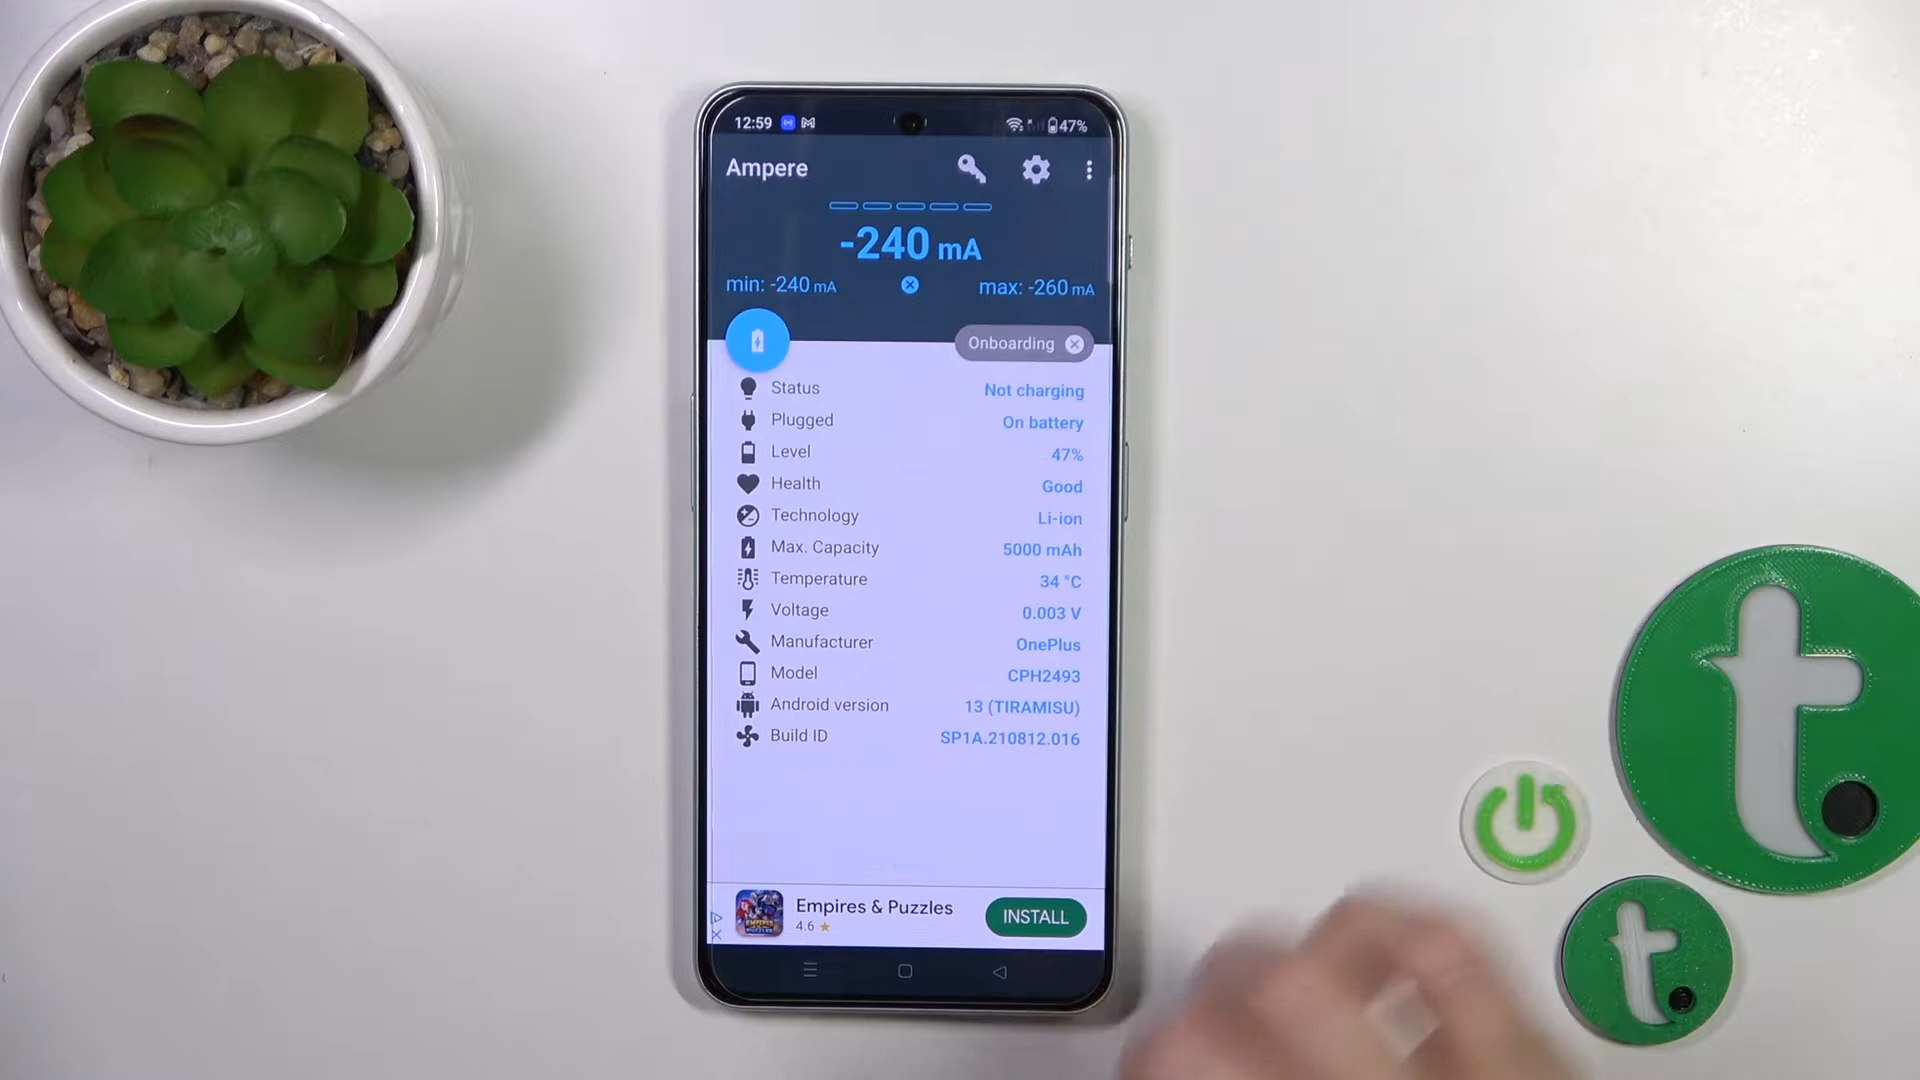 12:59
47%
Ampere
-240 mA
min: -240 mA
max: -260 mA
Onboarding
Status Not charging
Plugged On battery
Level 47%
Health Good
Technology Li-ion
Max. Capacity 5000 mAh
Temperature 34 °C
Voltage 0.003 V
Manufacturer OnePlus
Model CPH2493
Android version 13 (TIRAMISU)
Build ID SP1A.210812.016
Empires & Puzzles
4.6 ★
INSTALL
t.
t.